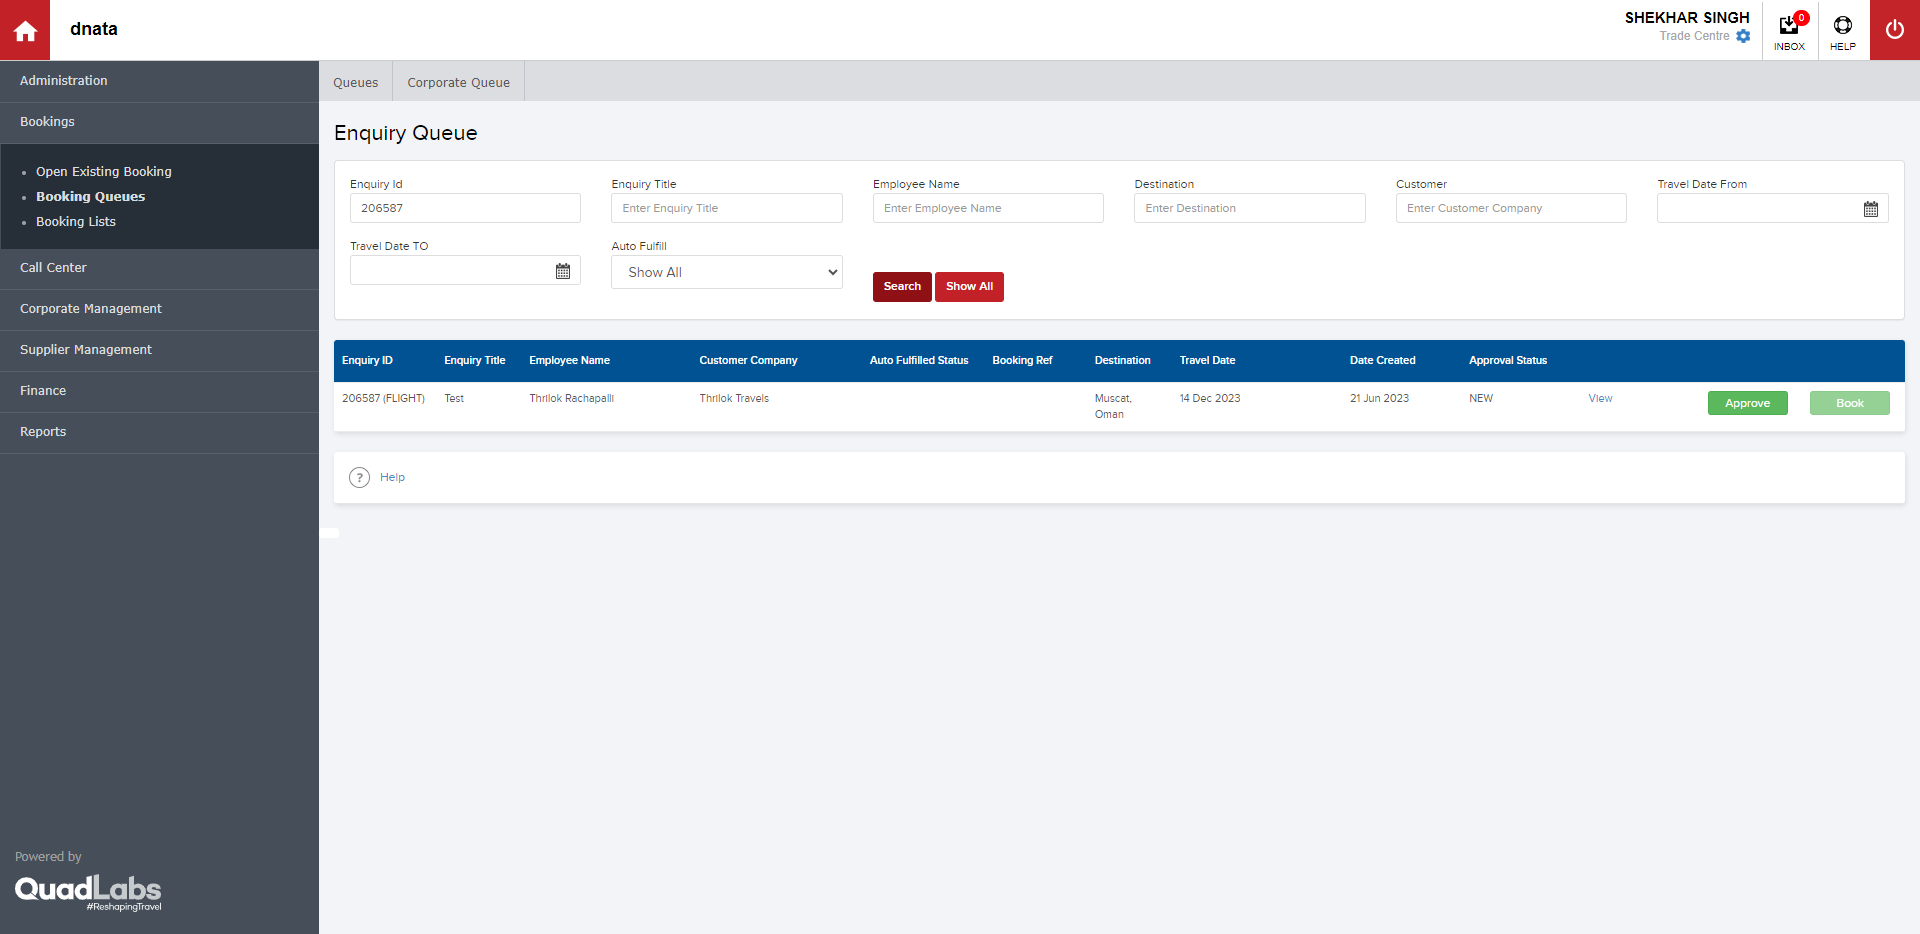 dnata
SHEKHAR SINGH
Trade Centre
0
INBOX
HELP
Administration
Bookings
Open Existing Booking
Booking Queues
Booking Lists
Call Center
Corporate Management
Supplier Management
Finance
Reports
Powered by
QuadLabs
#ReshapingTravel
Queues
Corporate Queue
Enquiry Queue
Enquiry Id
Enquiry Title
Employee Name
Destination
Customer
Travel Date From
206587
Enter Enquiry Title
Enter Employee Name
Enter Destination
Enter Customer Company
Travel Date TO
Auto Fulfill
Show All
Search
Show All
Enquiry ID Enquiry Title Employee Name Customer Company Auto Fulfilled Status Booking Ref Destination Travel Date Date Created Approval Status
206587 (FLIGHT) Test Thrilok Rachapalli Thrilok Travels Muscat, 14 Dec 2023 21 Jun 2023 NEW View Approve Book
Oman
? Help